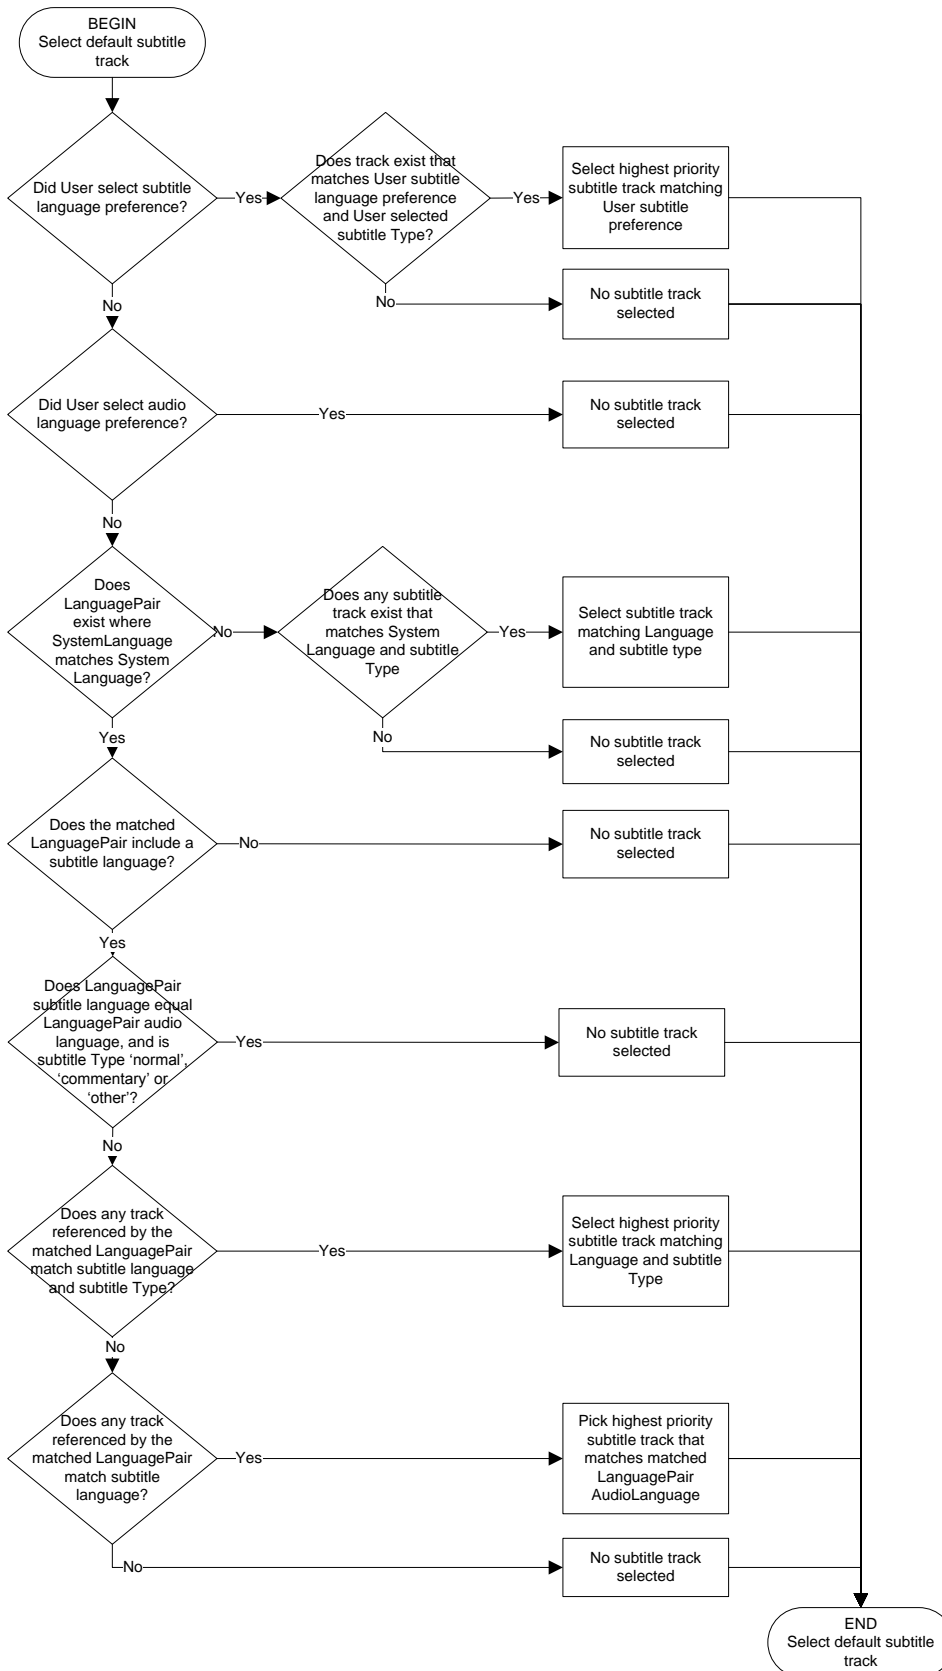 BEGIN
Select default subtitle
track
Did User select subtitle
language preference?
Yes
Does track exist that
matches User subtitle
language preference
and User selected
subtitle Type?
Yes
Select highest priority
subtitle track matching
User subtitle
preference
No
No subtitle track
selected
No
Did User select audio
language preference?
Yes
No subtitle track
selected
No
Does
LanguagePair
exist where
SystemLanguage
matches System
Language?
No
Does any subtitle
track exist that
matches System
Language and subtitle
Type
Yes
Select subtitle track
matching Language
and subtitle type
No
No subtitle track
selected
Yes
Does the matched
LanguagePair include a
subtitle language?
No
No subtitle track
selected
Yes
Does LanguagePair
subtitle language equal
LanguagePair audio
language, and is
subtitle Type ‘normal’,
‘commentary’ or
‘other’?
Yes
No subtitle track
selected
No
Does any track
referenced by the
matched LanguagePair
match subtitle language
and subtitle Type?
Yes
Select highest priority
subtitle track matching
Language and subtitle
Type
No
Does any track
referenced by the
matched LanguagePair
match subtitle
language?
Yes
Pick highest priority
subtitle track that
matches matched
LanguagePair
AudioLanguage
No
No subtitle track
selected
END
Select default subtitle
track